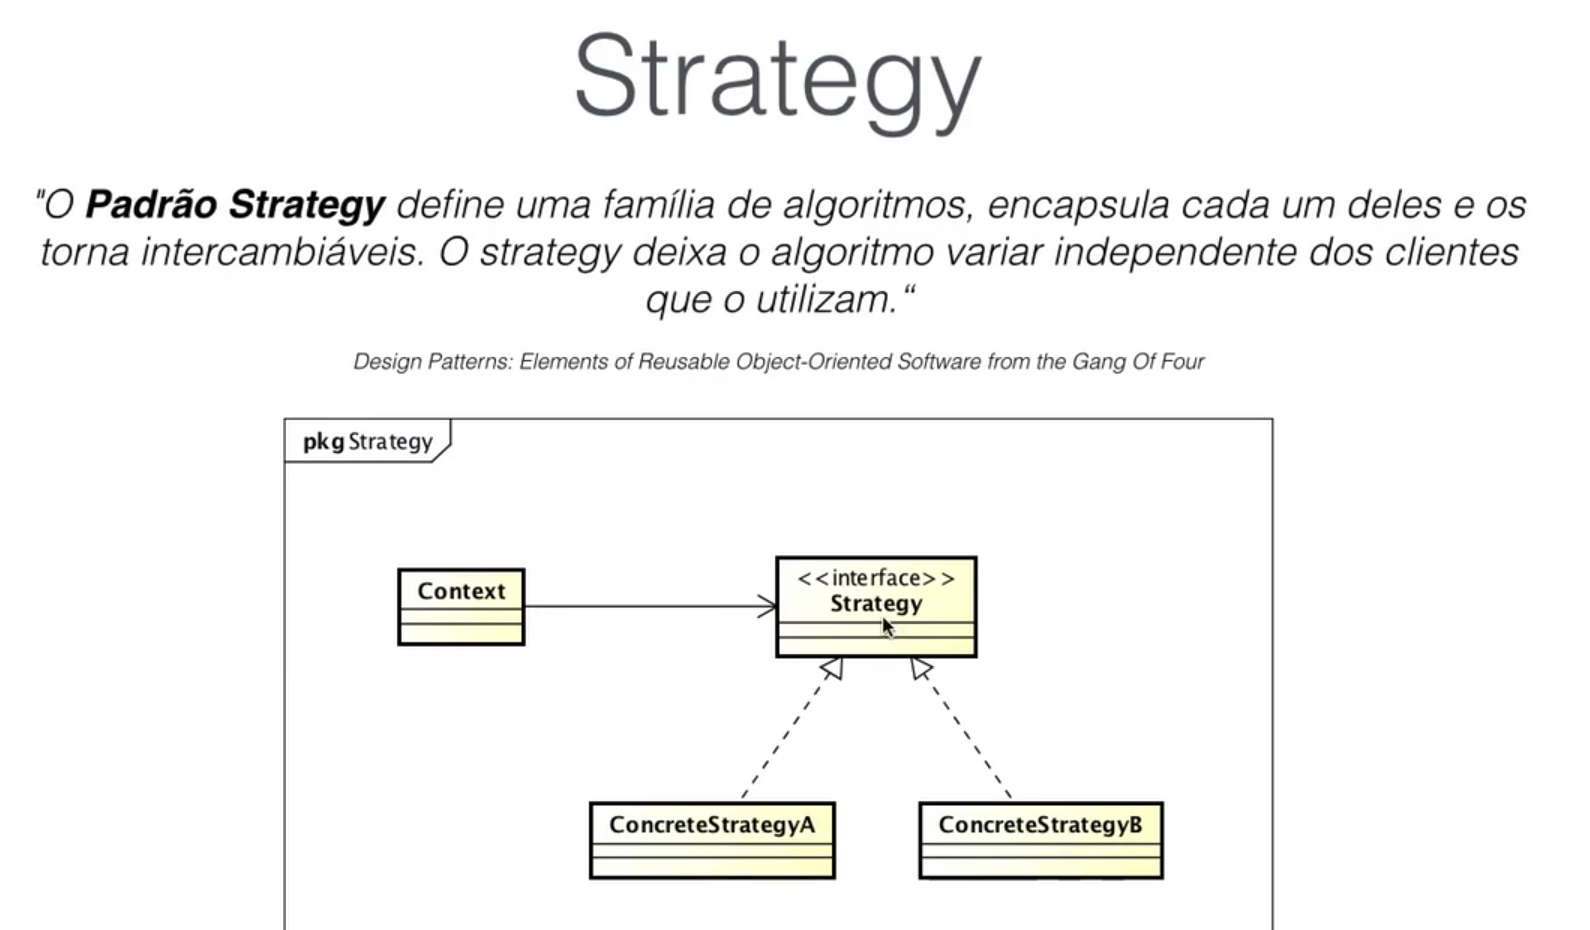 Strategy
"O Padrão Strategy define uma família de algoritmos, encapsula cada um deles e os
torna intercambiáveis. O strategy deixa o algoritmo variar independente dos clientes
que o utilizam.“
Design Patterns: Elements of Reusable Object-Oriented Software from the Gang Of Four
pkg Strategy
Context
<<interface>>
Strategy
ConcreteStrategyA
ConcreteStrategyB